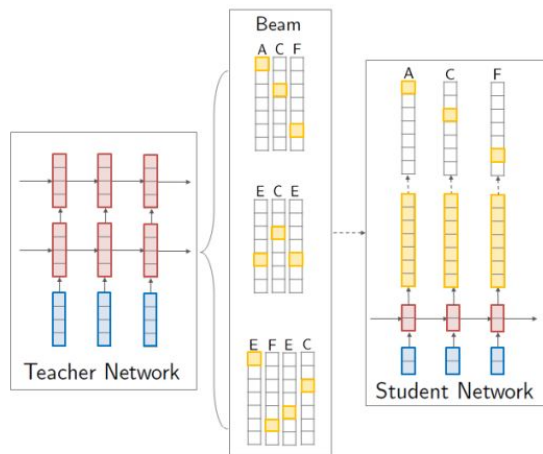 Beam
A C F
E C E
E F E C
Teacher Network
A C F
Student Network